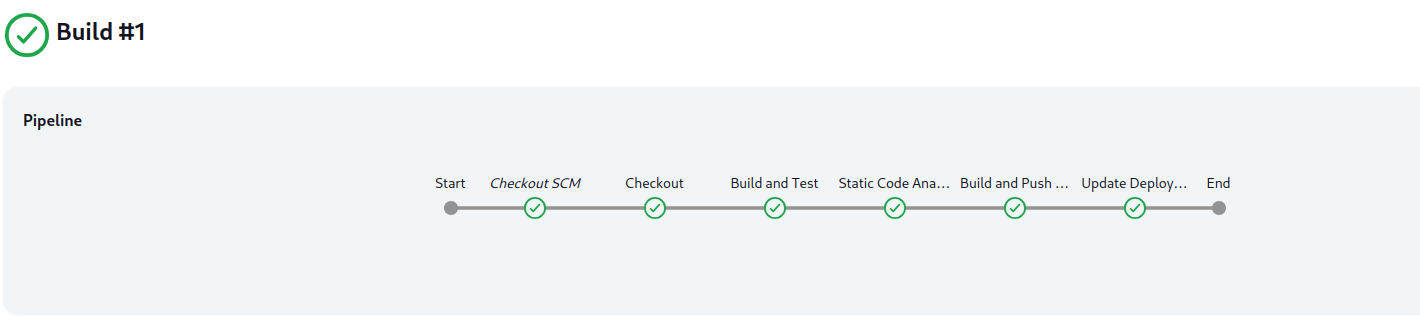 Build #1
Pipeline
Start
Checkout SCM
Checkout
Build and Test
Static Code Ana...
Build and Push ...
Update Deploy...
End